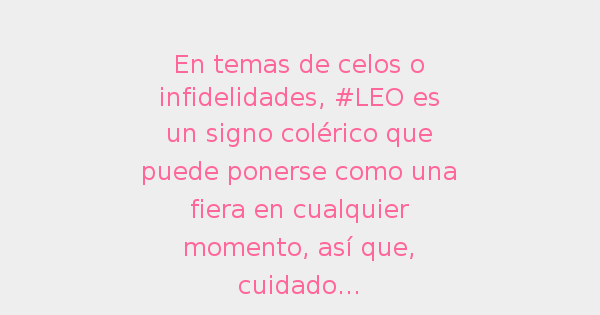 En temas de celos o
infidelidades, #LEO es
un signo colérico que
puede ponerse como una
fiera en cualquier
momento, así que,
cuidado...